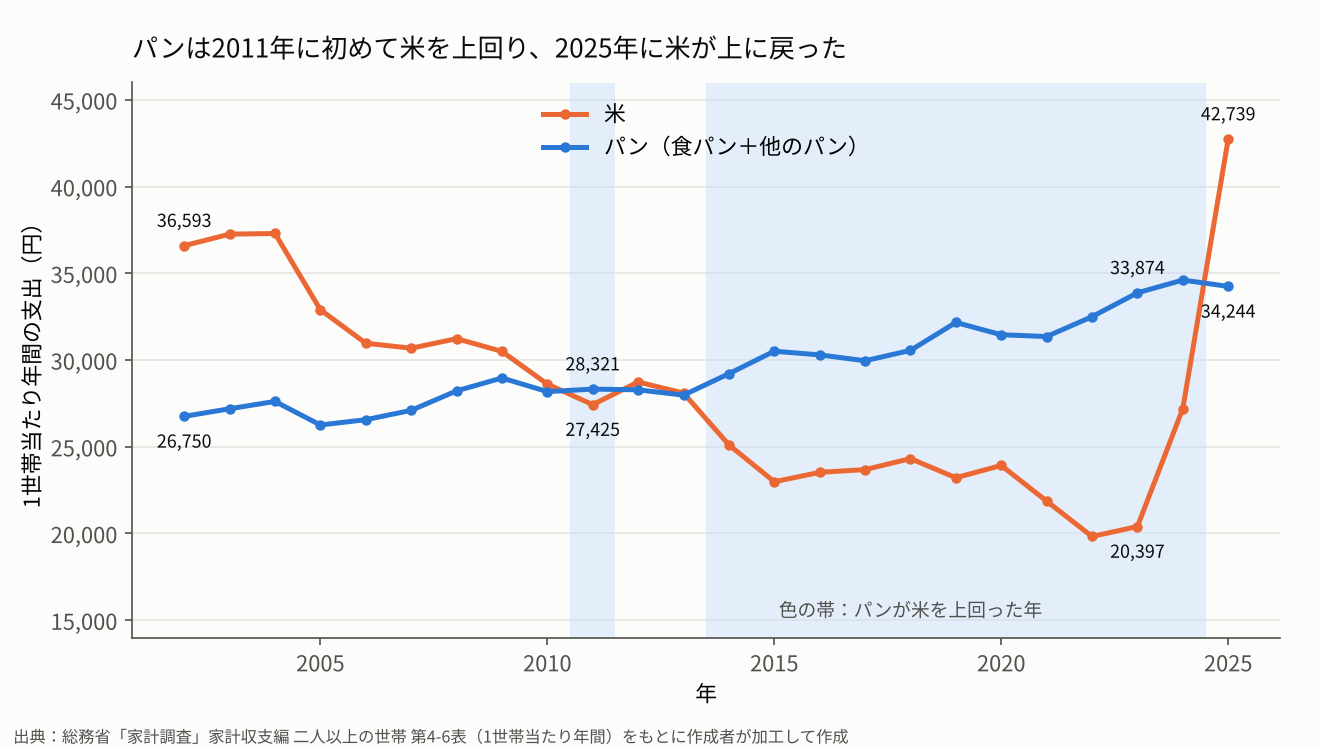 パンは2011年に初めて米を上回り、2025年に米が上に戻った
米
パン（食パン＋他のパン）
1世帯当たり年間の支出（円）
45,000
40,000
35,000
30,000
25,000
20,000
15,000
36,593
26,750
28,321
27,425
33,874
20,397
42,739
34,244
色の帯：パンが米を上回った年
2005
2010
2015
2020
2025
年
出典：総務省「家計調査」家計収支編 二人以上の世帯 第4-6表（1世帯当たり年間）をもとに作成者が加工して作成